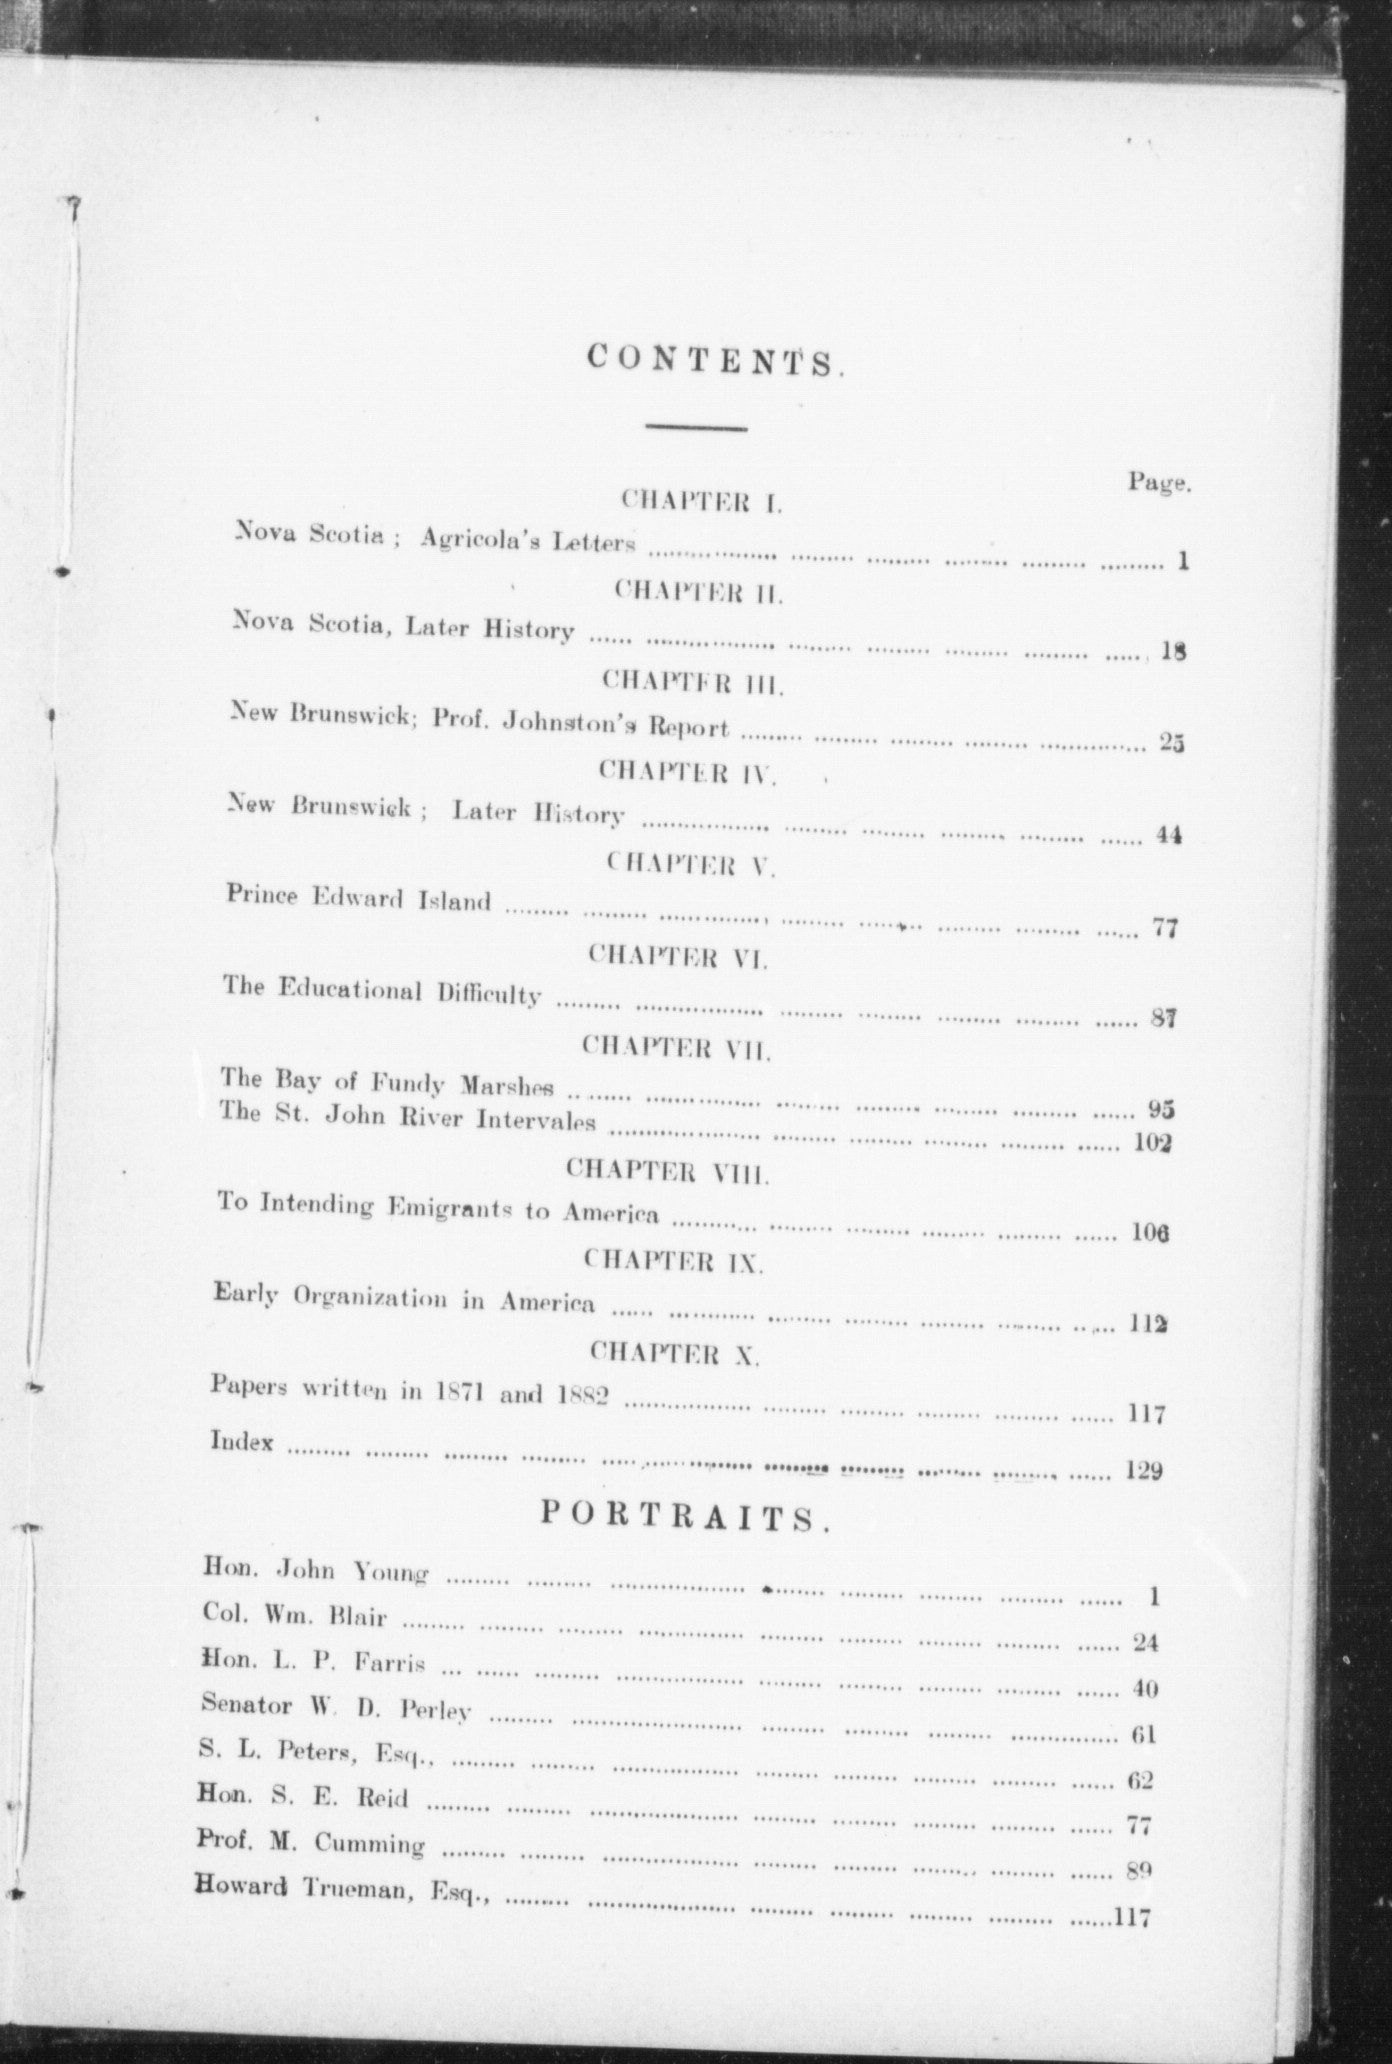 CONTENTS.
Page.
CHAPTER I.
Nova Scotia ; Agricola's Letters ........................................................ 1
CHAPTER II.
Nova Scotia, Later History ........................................................ 18
CHAPTER III.
New Brunswick; Prof. Johnston's Report ........................................................ 25
CHAPTER IV.
New Brunswick ; Later History ........................................................ 44
CHAPTER V.
Prince Edward Island ........................................................ 77
CHAPTER VI.
The Educational Difficulty ........................................................ 87
CHAPTER VII.
The Bay of Fundy Marshes ........................................................ 95
The St. John River Intervales ........................................................ 102
CHAPTER VIII.
To Intending Emigrants to America ........................................................ 106
CHAPTER IX.
Early Organization in America ........................................................ 112
CHAPTER X.
Papers written in 1871 and 1882 ........................................................ 117
Index ........................................................ 129
PORTRAITS.
Hon. John Young ........................................................ 1
Col. Wm. Blair ........................................................ 24
Hon. L. P. Farris ........................................................ 40
Senator W. D. Perley ........................................................ 61
S. L. Peters, Esq., ........................................................ 62
Hon. S. E. Reid ........................................................ 77
Prof. M. Cumming ........................................................ 89
Howard Trueman, Esq., ........................................................117